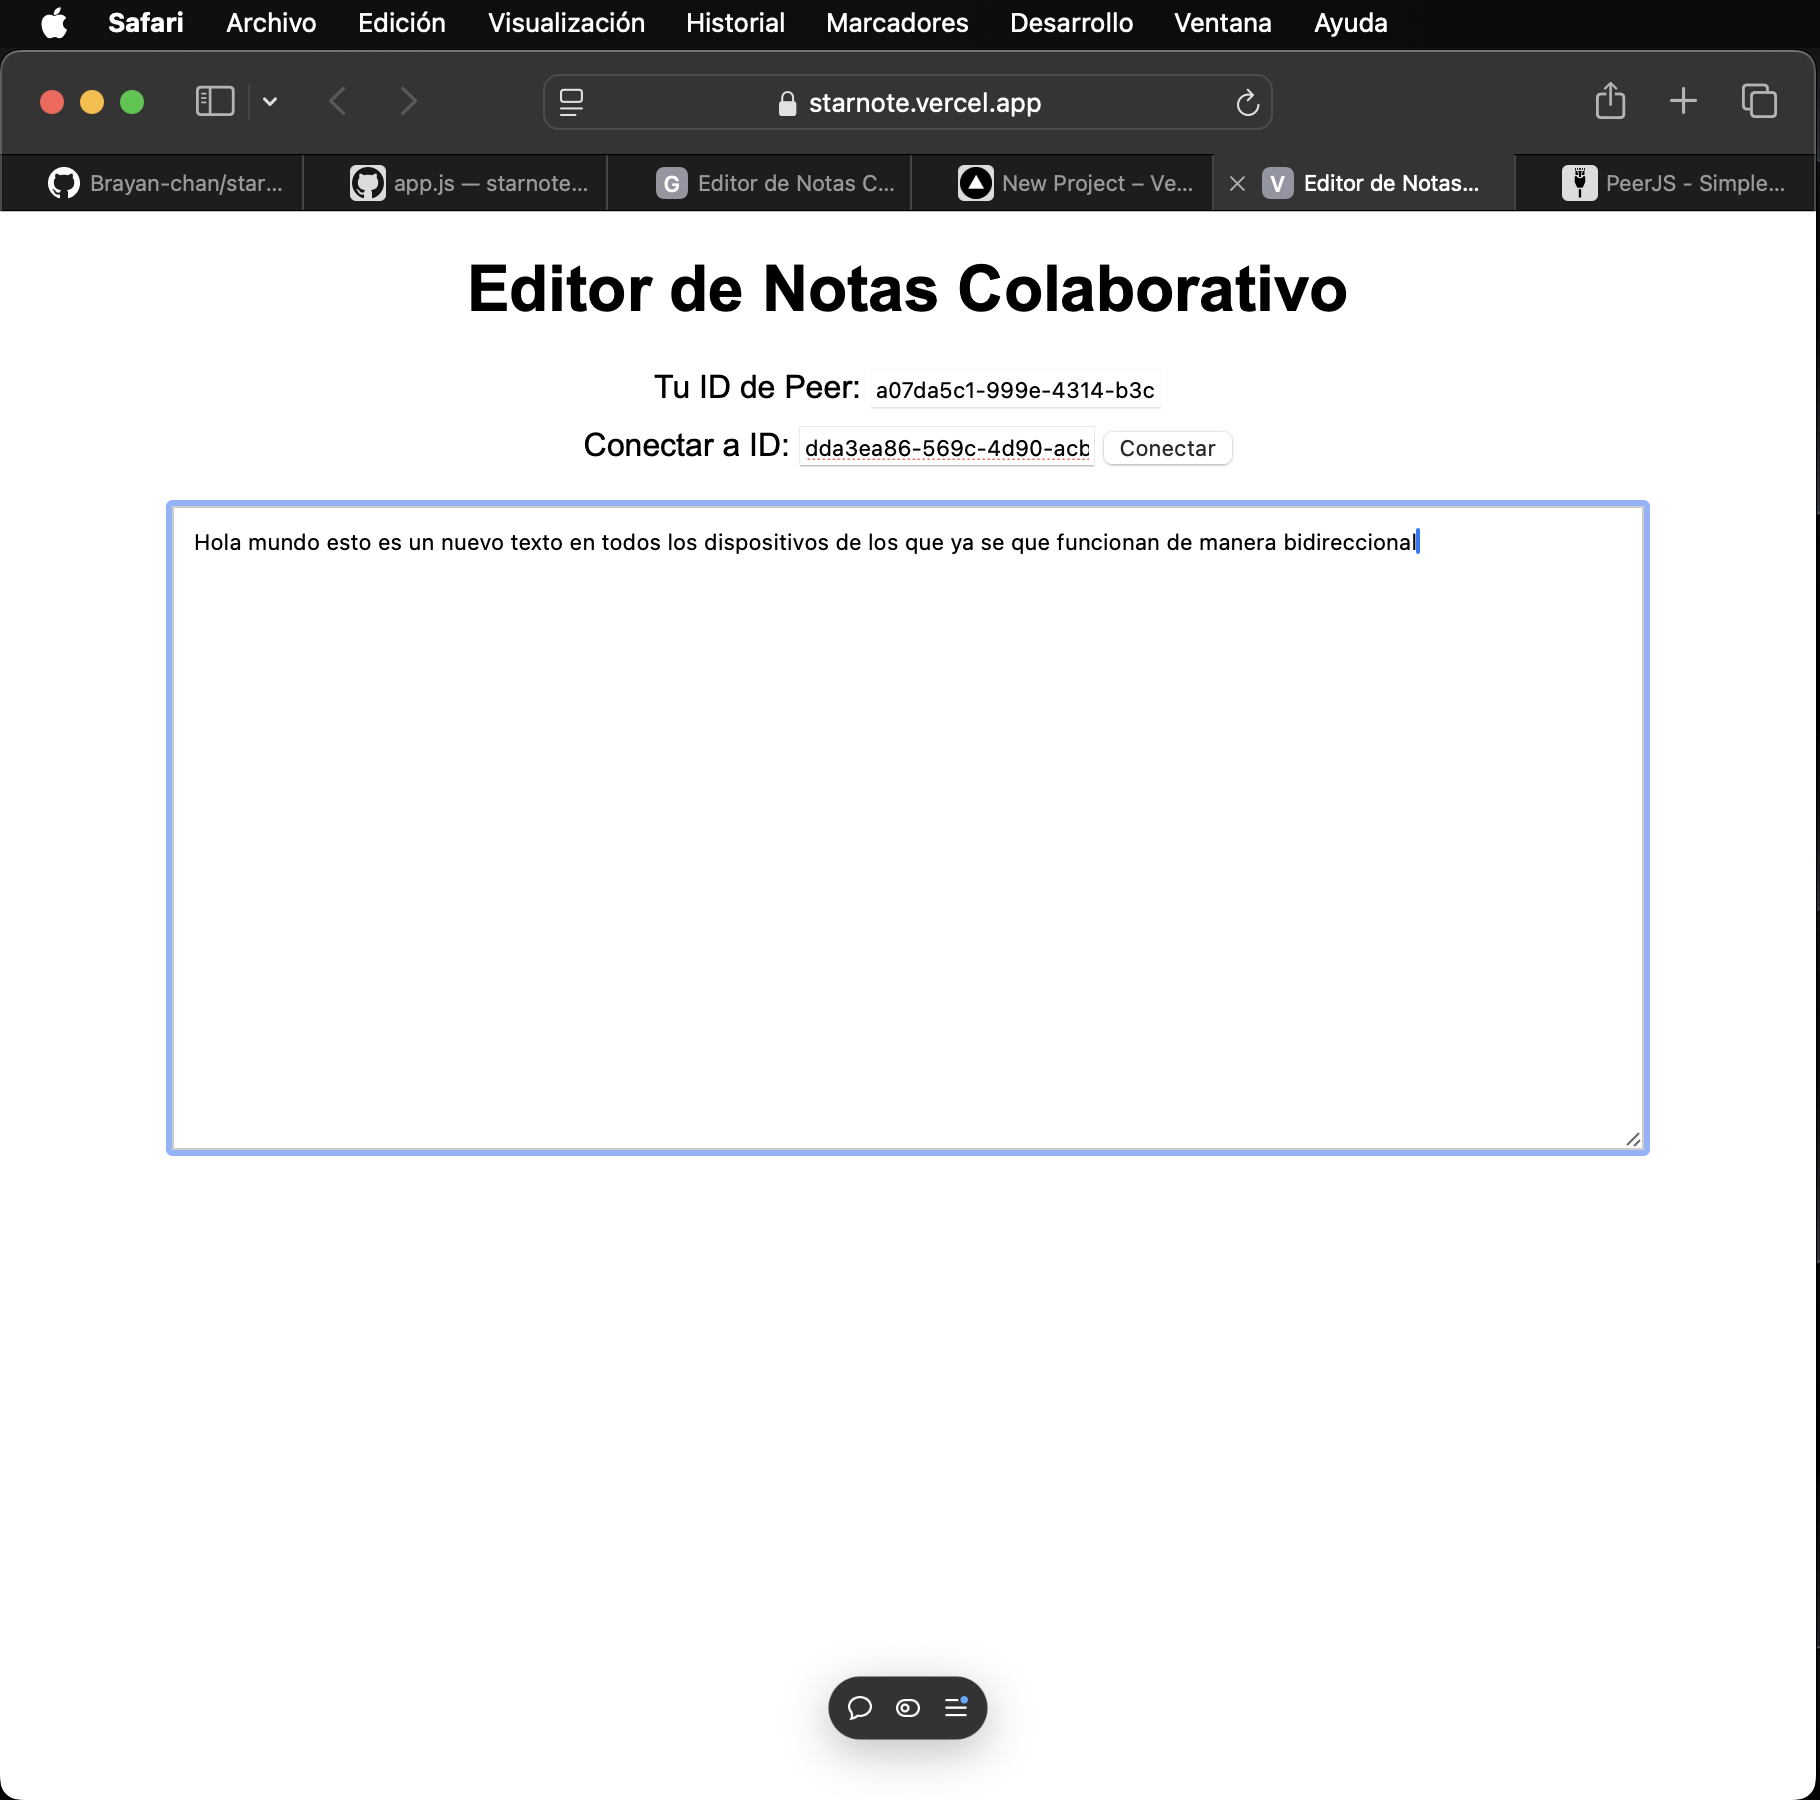 Safari Archivo Edición Visualización Historial Marcadores Desarrollo Ventana Ayuda
starnote.vercel.app
Brayan-chan/star... app.js — starnote... G Editor de Notas C... New Project – Ve... V Editor de Notas... PeerJS - Simple...
Editor de Notas Colaborativo
Tu ID de Peer: a07da5c1-999e-4314-b3c
Conectar a ID: dda3ea86-569c-4d90-acb Conectar
Hola mundo esto es un nuevo texto en todos los dispositivos de los que ya se que funcionan de manera bidireccional